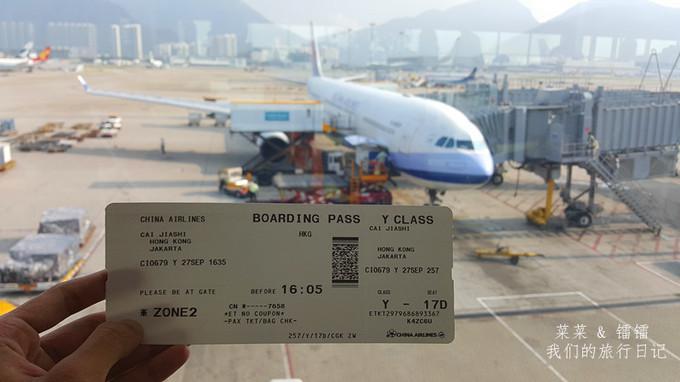 CHINA AIRLINES
BOARDING PASS Y CLASS
CAI JIASHI
HONG KONG
JAKARTA
HKG
CAI JIASHI
HONG KONG
JAKARTA
CI0679 Y 27SEP 1635
CI0679 Y 27SEP 257
PLEASE BE AT GATE BEFORE 16:05
CLASS SEAT
Y - 17D
CN *-----7658
*ET NO COUPON*
-PAX TKT/BAG CHK-
ETKT2979686893367
K4ZC6U
* ZONE2
CHINA AIRLINES
257/Y/17D/CGK 2W
菜菜 & 镭镭
我们的旅行日记